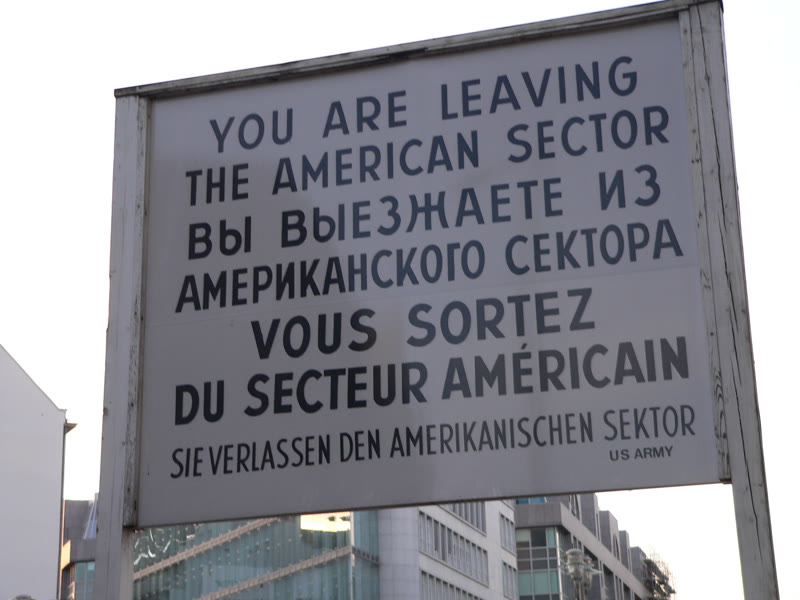 YOU ARE LEAVING
THE AMERICAN SECTOR
ВЫ ВЫЕЗЖАЕТЕ ИЗ
АМЕРИКАНСКОГО СЕКТОРА
VOUS SORTEZ
DU SECTEUR AMÉRICAIN
SIE VERLASSEN DEN AMERIKANISCHEN SEKTOR
US ARMY